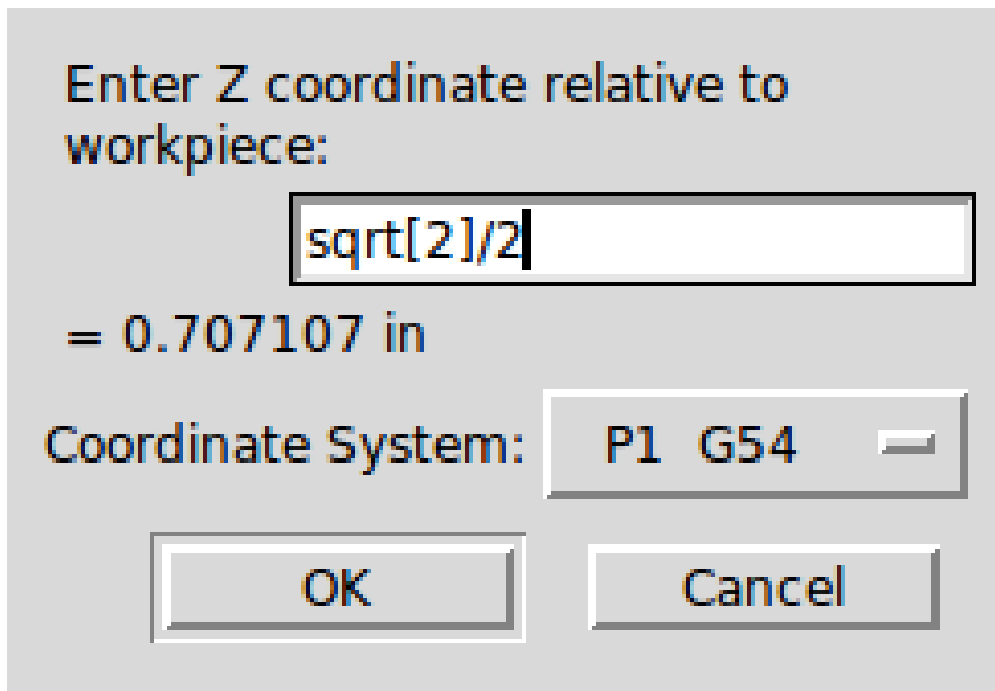 Enter Z coordinate relative to
workpiece:
sqrt[2]/2
= 0.707107 in
Coordinate System: P1 G54
OK Cancel